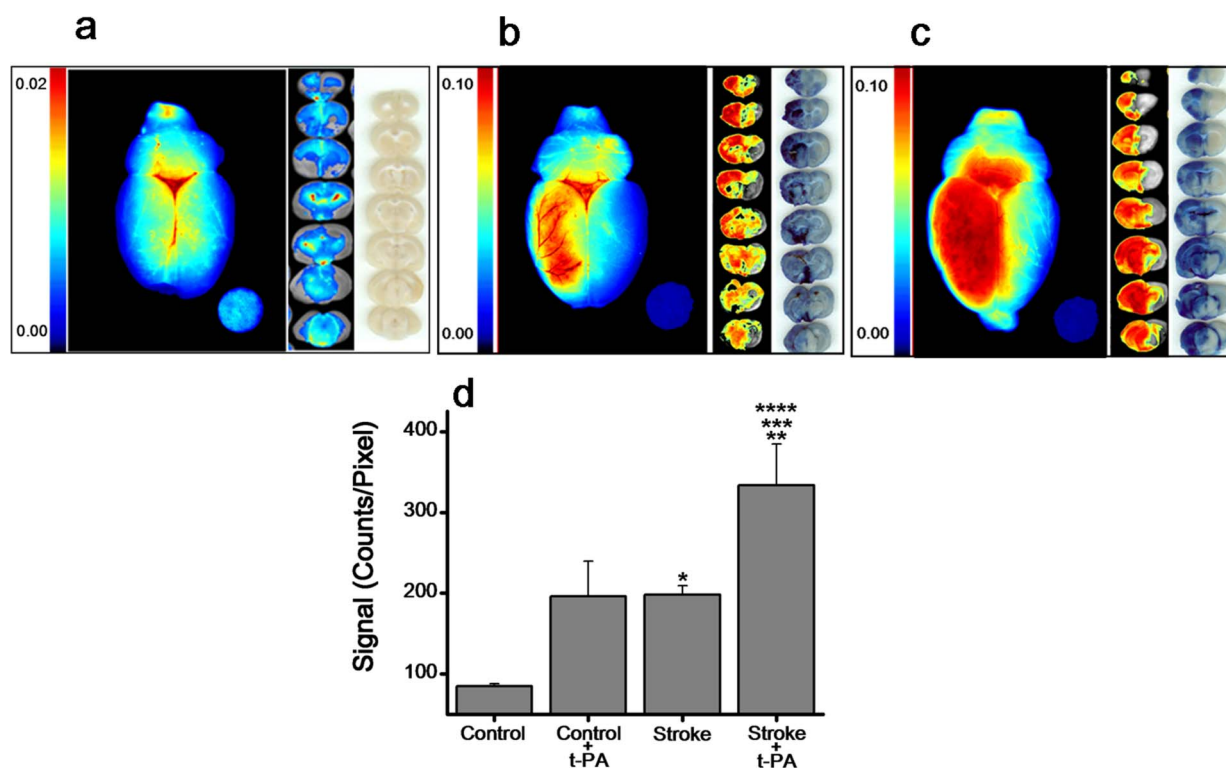 a
b
c
0.02
0.00
0.10
0.00
0.10
0.00
d
Signal (Counts/Pixel)
400
300
200
100
*
****
***
**
Control
Control
+
t-PA
Stroke
Stroke
+
t-PA